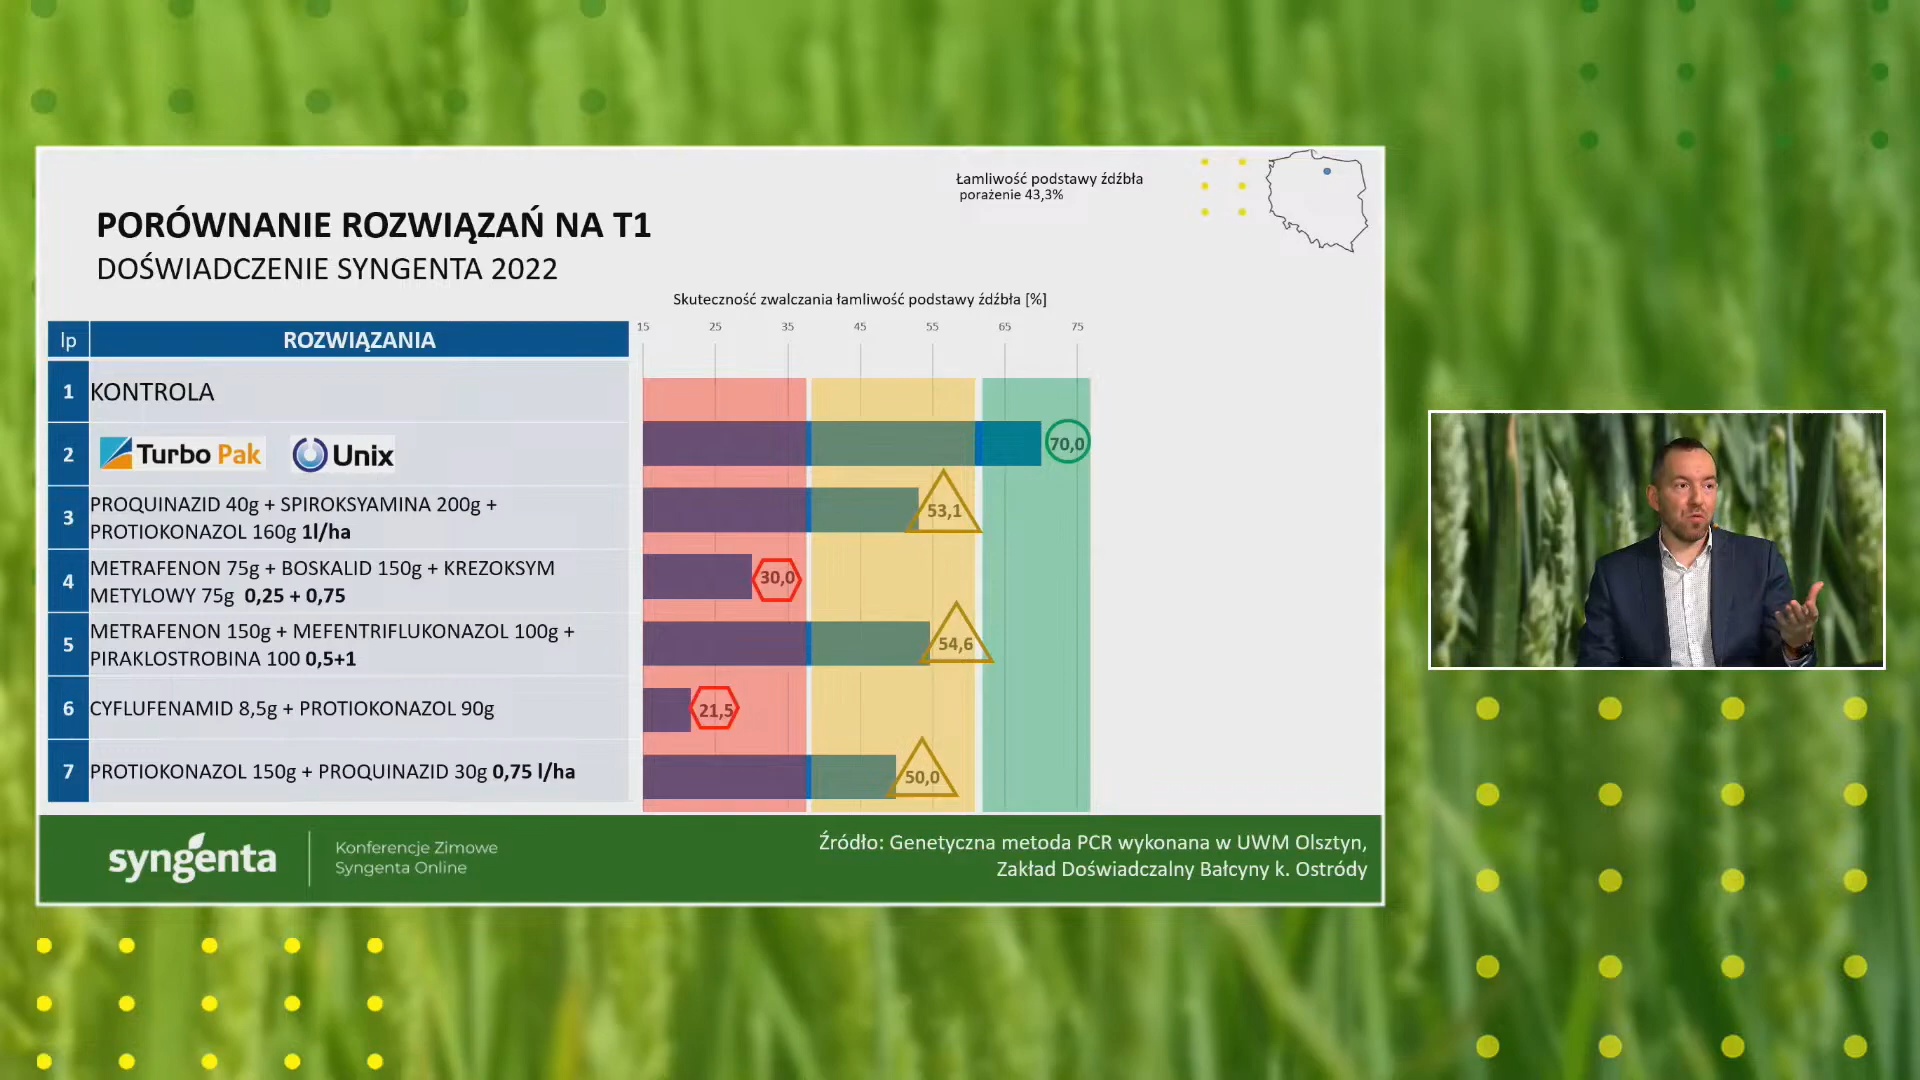 Łamliwość podstawy źdźbła
porażenie 43,3%
PORÓWNANIE ROZWIĄZAŃ NA T1
DOŚWIADCZENIE SYNGENTA 2022
Skuteczność zwalczania łamliwość podstawy źdźbła [%]
15 25 35 45 55 65 75
lp ROZWIĄZANIA
1 KONTROLA
2 Turbo Pak Unix 70,0
3 PROQUINAZID 40g + SPIROKSYAMINA 200g +
PROTIOKONAZOL 160g 1l/ha
53,1
4 METRAFENON 75g + BOSKALID 150g + KREZOKSYM
METYLOWY 75g 0,25 + 0,75
30,0
5 METRAFENON 150g + MEFENTRIFLUKONAZOL 100g +
PIRAKLOSTROBINA 100 0,5+1
54,6
6 CYFLUFENAMID 8,5g + PROTIOKONAZOL 90g 21,5
7 PROTIOKONAZOL 150g + PROQUINAZID 30g 0,75 l/ha 50,0
syngenta
Konferencje Zimowe
Syngenta Online
Źródło: Genetyczna metoda PCR wykonana w UWM Olsztyn,
Zakład Doświadczalny Bałcyny k. Ostródy